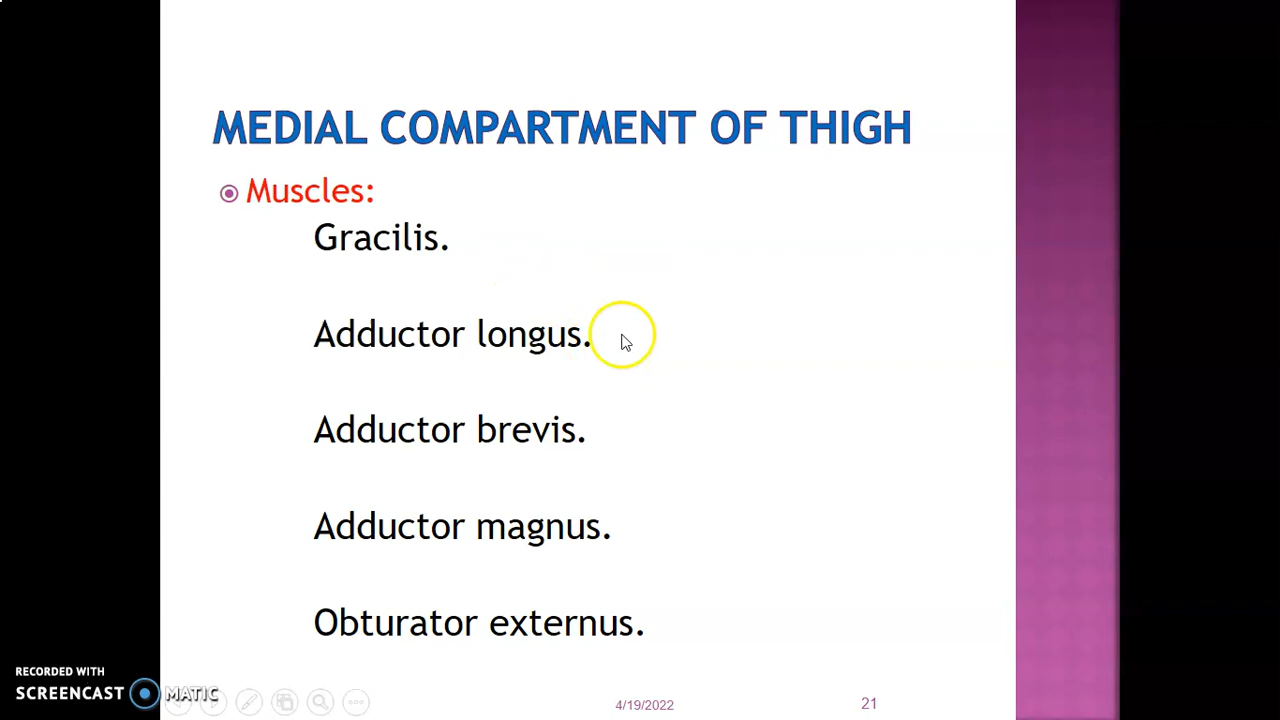 MEDIAL COMPARTMENT OF THIGH
Muscles:
Gracilis.
Adductor longus.
Adductor brevis.
Adductor magnus.
Obturator externus.
RECORDED WITH
SCREENCAST MATIC
4/19/2022
21